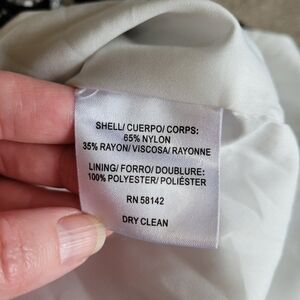 SHELL/ CUERPO/ CORPS:
65% NYLON
35% RAYON/ VISCOSA/ RAYONNE
LINING/ FORRO/ DOUBLURE:
100% POLYESTER/ POLIÉSTER
RN 58142
DRY CLEAN